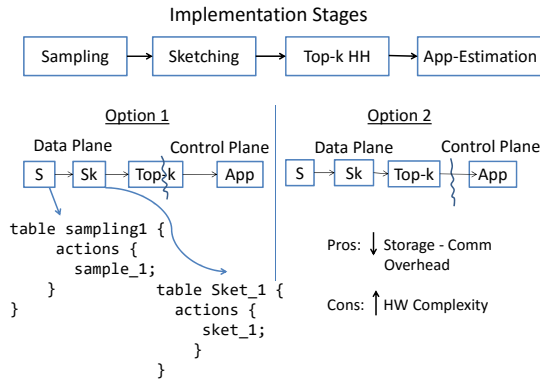 Implementation Stages
Sampling
Sketching
Top-k HH
App-Estimation
Option 1
Data Plane
Control Plane
S
Sk
Top-k
App
table sampling1 {
actions {
sample_1;
}
}
table Sket_1 {
actions {
sket_1;
}
}
Option 2
Data Plane
Control Plane
S
Sk
Top-k
App
Pros: ↓ Storage - Comm
Overhead
Cons: ↑ HW Complexity